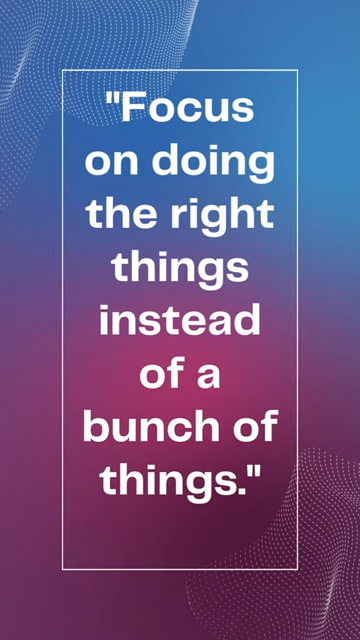 "Focus
on doing
the right
things
instead
of a
bunch of
things."